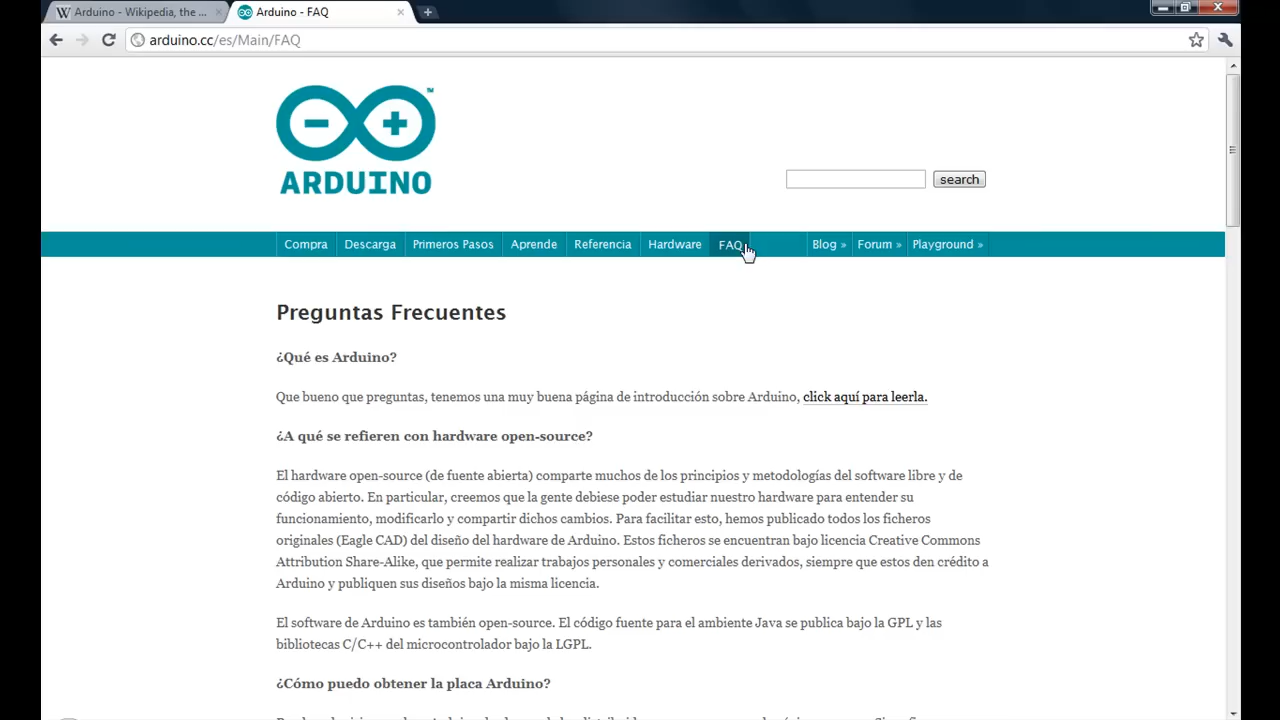 Arduino - Wikipedia, the ...
Arduino - FAQ
arduino.cc/es/Main/FAQ
ARDUINO
TM
search
Compra Descarga Primeros Pasos Aprende Referencia Hardware FAQ Blog » Forum » Playground »
Preguntas Frecuentes
¿Qué es Arduino?
Que bueno que preguntas, tenemos una muy buena página de introducción sobre Arduino, click aquí para leerla.
¿A qué se refieren con hardware open-source?
El hardware open-source (de fuente abierta) comparte muchos de los principios y metodologías del software libre y de
código abierto. En particular, creemos que la gente debiese poder estudiar nuestro hardware para entender su
funcionamiento, modificarlo y compartir dichos cambios. Para facilitar esto, hemos publicado todos los ficheros
originales (Eagle CAD) del diseño del hardware de Arduino. Estos ficheros se encuentran bajo licencia Creative Commons
Attribution Share-Alike, que permite realizar trabajos personales y comerciales derivados, siempre que estos den crédito a
Arduino y publiquen sus diseños bajo la misma licencia.
El software de Arduino es también open-source. El código fuente para el ambiente Java se publica bajo la GPL y las
bibliotecas C/C++ del microcontrolador bajo la LGPL.
¿Cómo puedo obtener la placa Arduino?